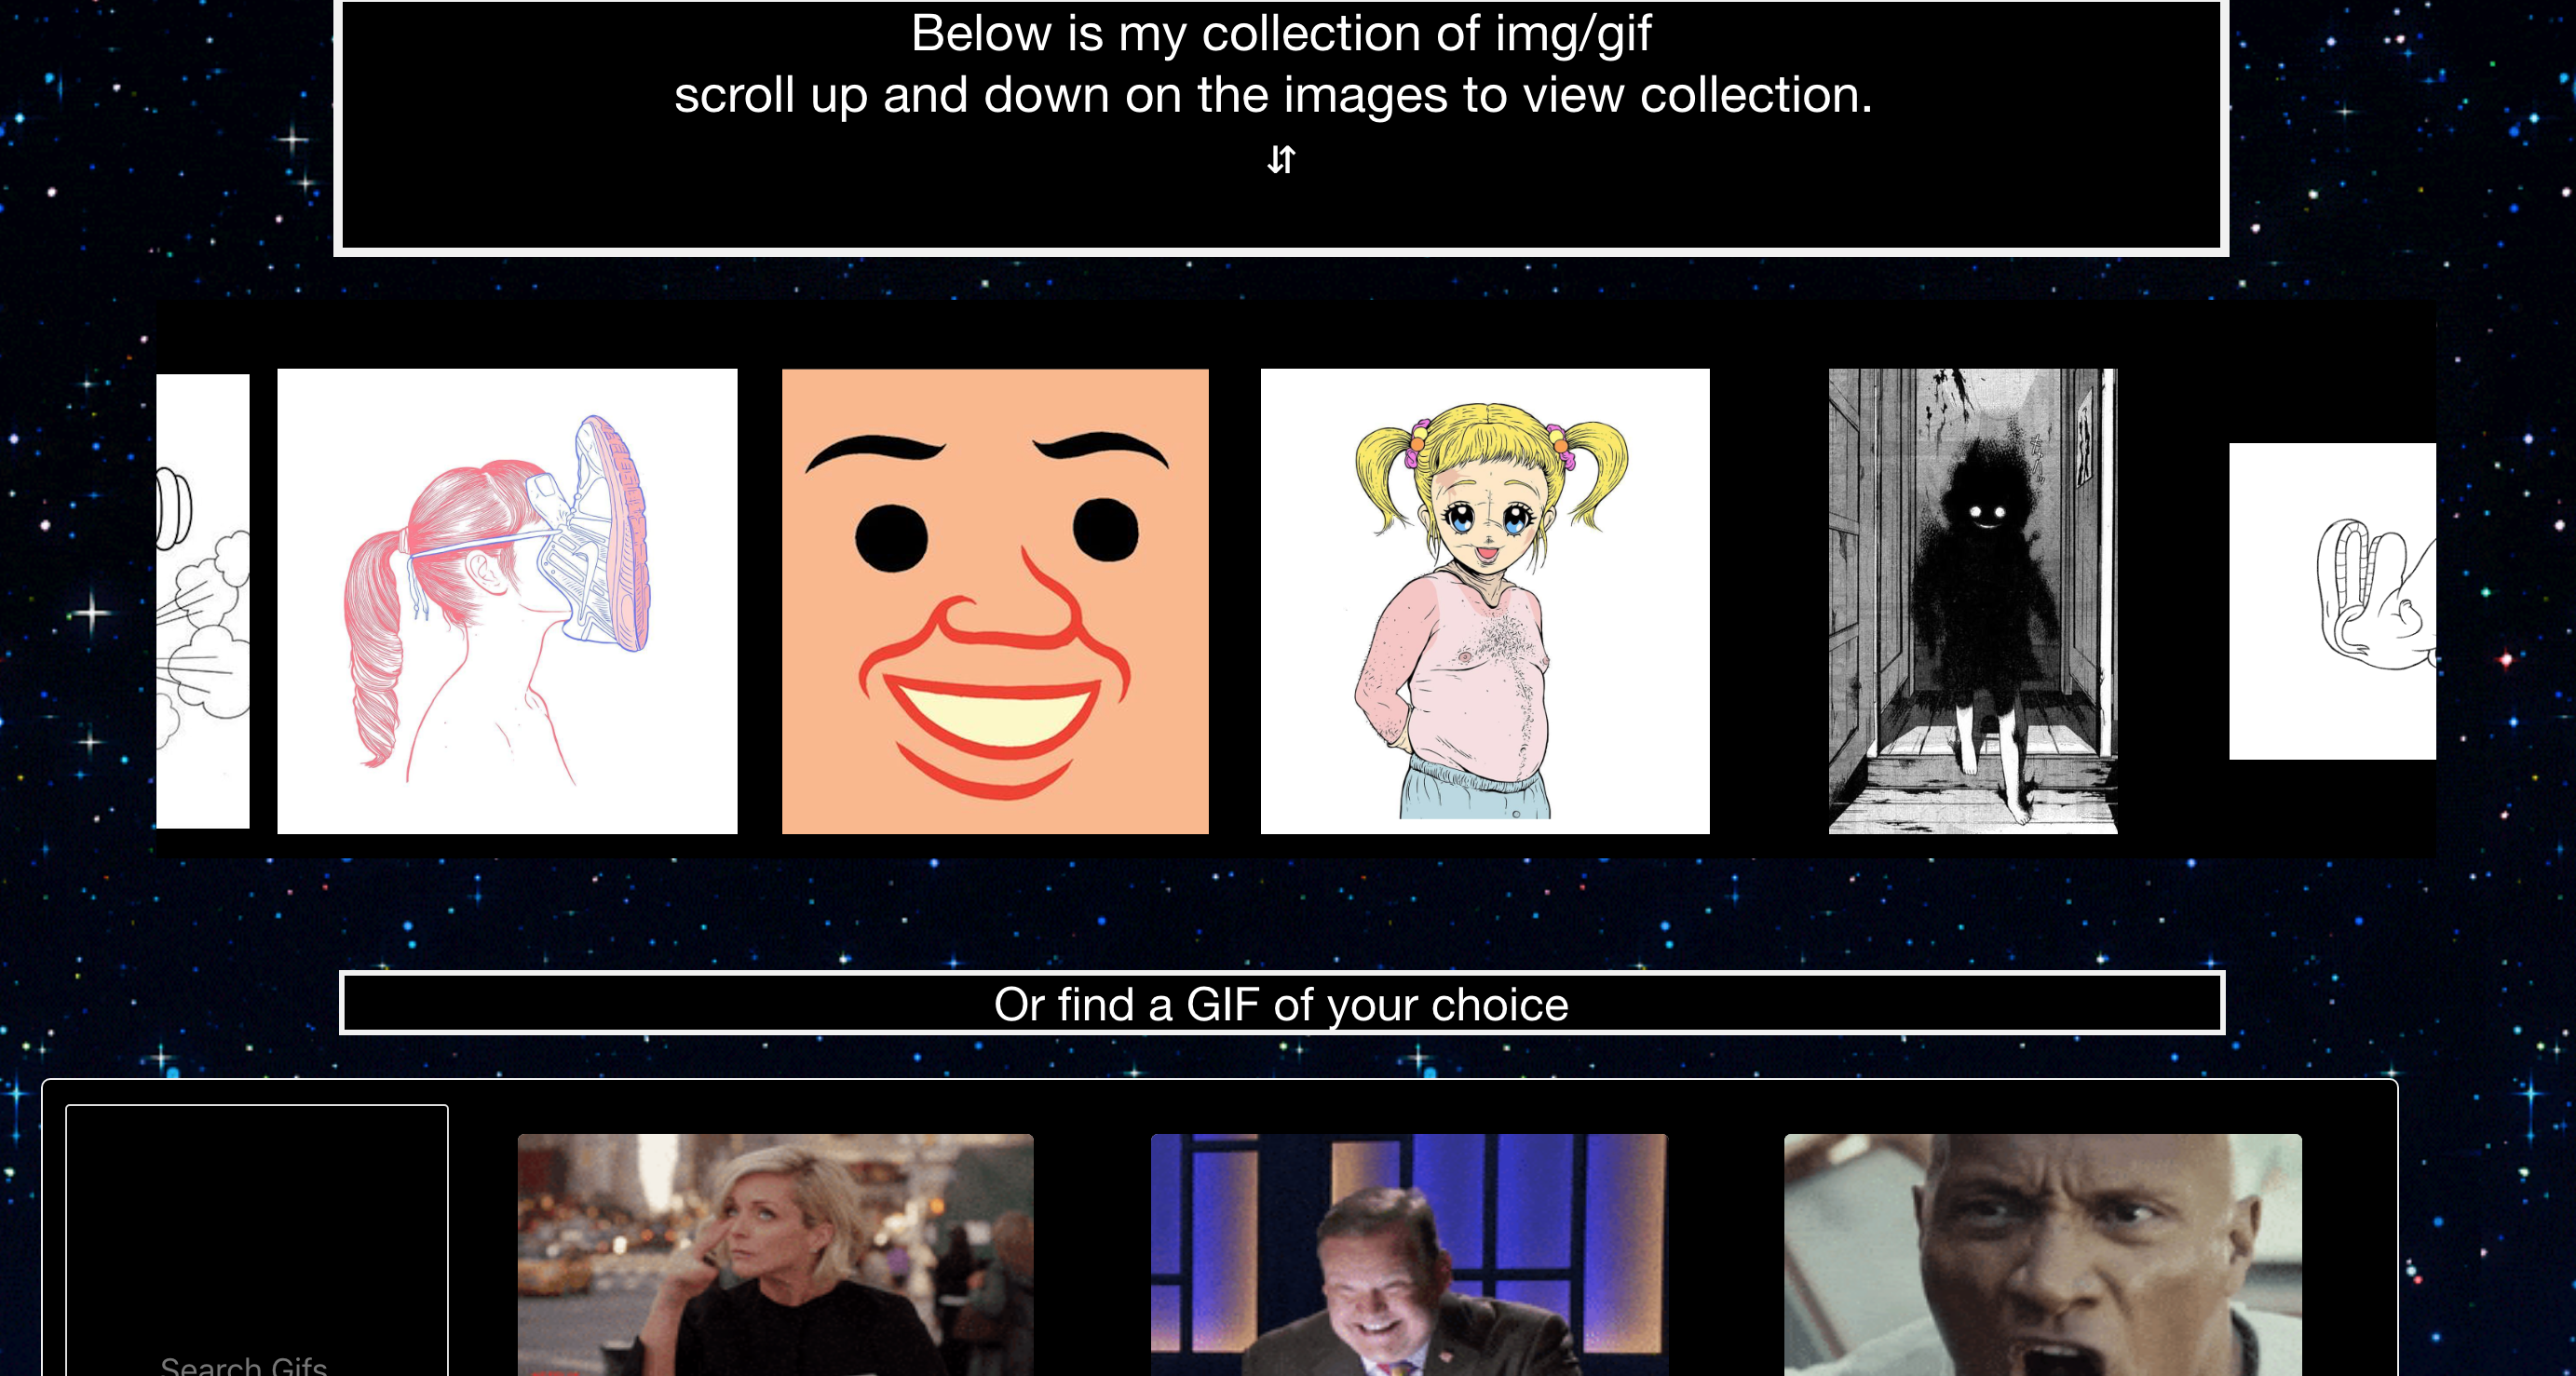 Below is my collection of img/gif
scroll up and down on the images to view collection.
⇵
Or find a GIF of your choice
Search Gifs